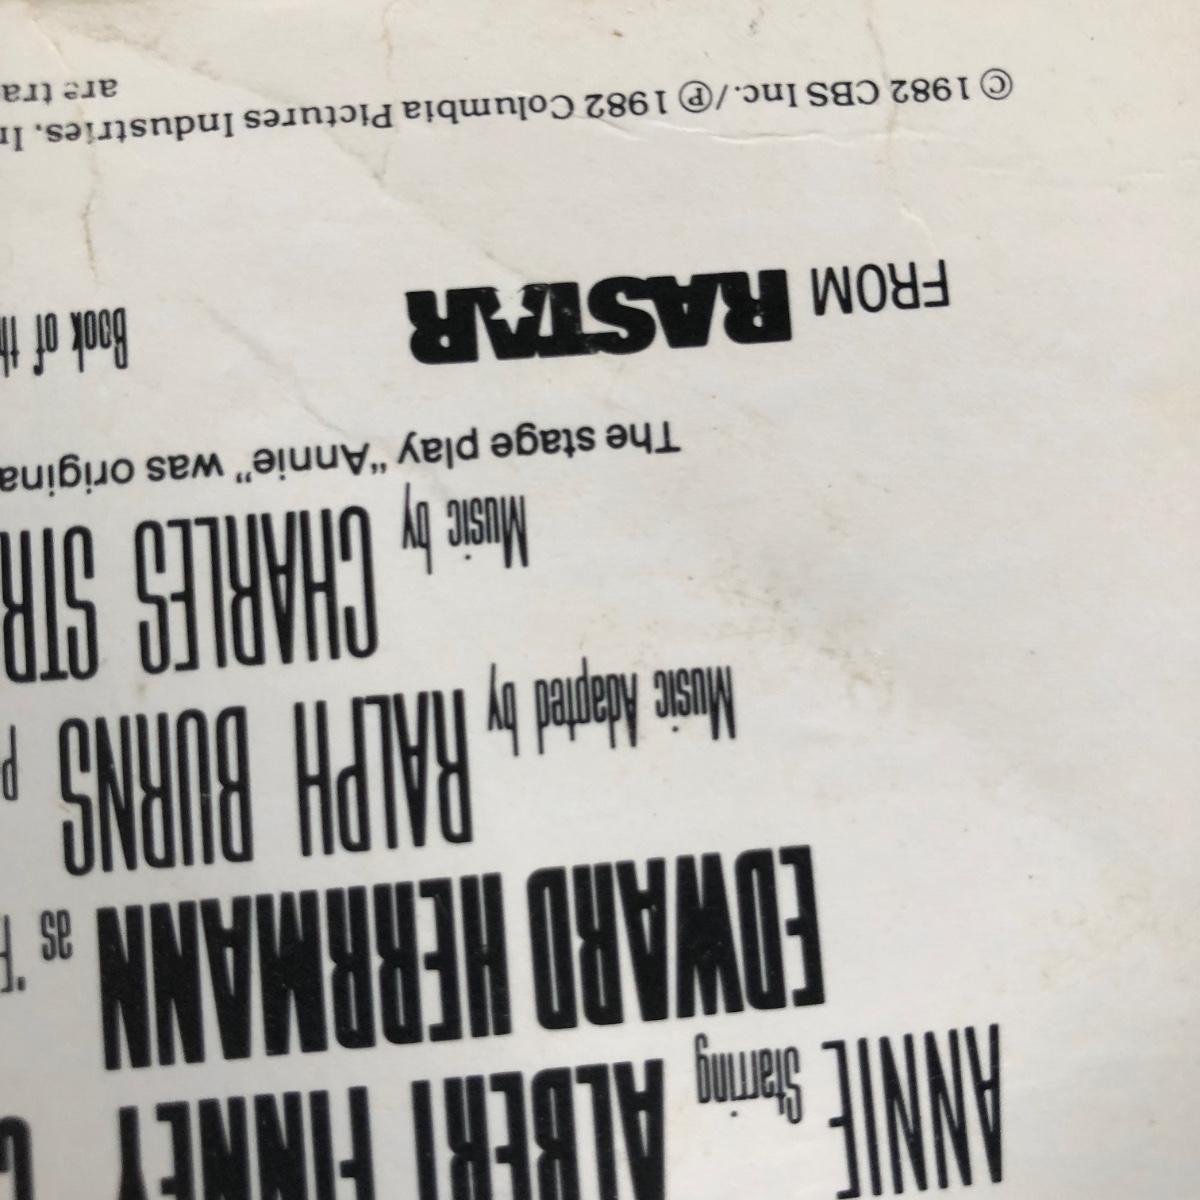 ANNIE Starring ALBERT FINNEY
EDWARD HERRMANN as
Music Adapted by RALPH BURNS
Music by CHARLES STR
The stage play “Annie” was origina
FROM RASTAR
Book of th
©1982 CBS Inc./Ⓟ 1982 Columbia Pictures Industries, In
are tra